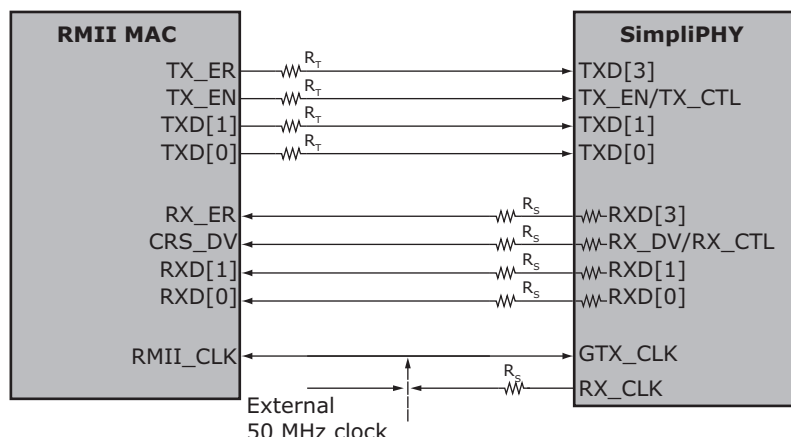 RMII MAC SimpliPHY
TX_ER R_T TXD[3]
TX_EN R_T TX_EN/TX_CTL
TXD[1] R_T TXD[1]
TXD[0] R_T TXD[0]
RX_ER R_S RXD[3]
CRS_DV R_S RX_DV/RX_CTL
RXD[1] R_S RXD[1]
RXD[0] R_S RXD[0]
RMII_CLK GTX_CLK
R_S RX_CLK
External
50 MHz clock